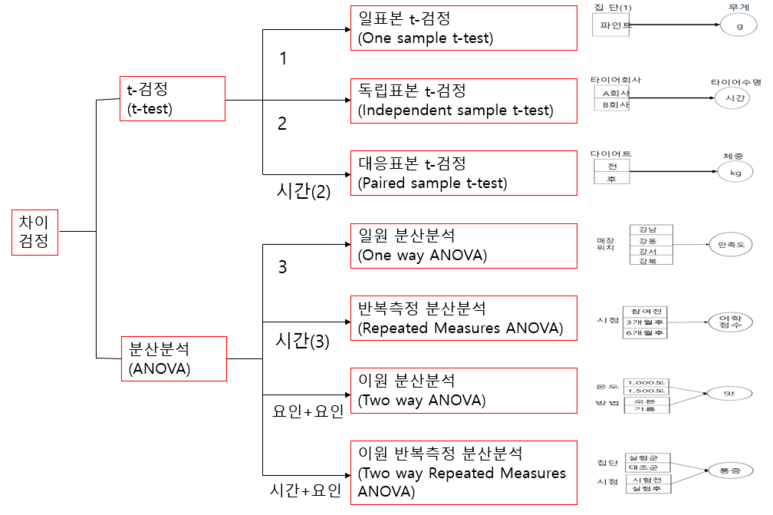 일표본 t-검정
(One sample t-test)
집 단(1)
파인트
무게
g
1
t-검정
(t-test)
독립표본 t-검정
(Independent sample t-test)
타이어회사
A회사
B회사
타이어수명
시간
2
대응표본 t-검정
(Paired sample t-test)
다이어트
전
후
체중
kg
시간(2)
차이
검정
일원 분산분석
(One way ANOVA)
매장
위치
강남
강동
강서
강북
만족도
3
반복측정 분산분석
(Repeated Measures ANOVA)
시점
참여전
3개월후
6개월후
어학
점수
시간(3)
분산분석
(ANOVA)
이원 분산분석
(Two way ANOVA)
온도
1,000도
1,500도
방법
오븐
기름
맛
요인+요인
이원 반복측정 분산분석
(Two way Repeated Measures
ANOVA)
집단
실험군
대조군
시점
시험전
실험후
통증
시간+요인